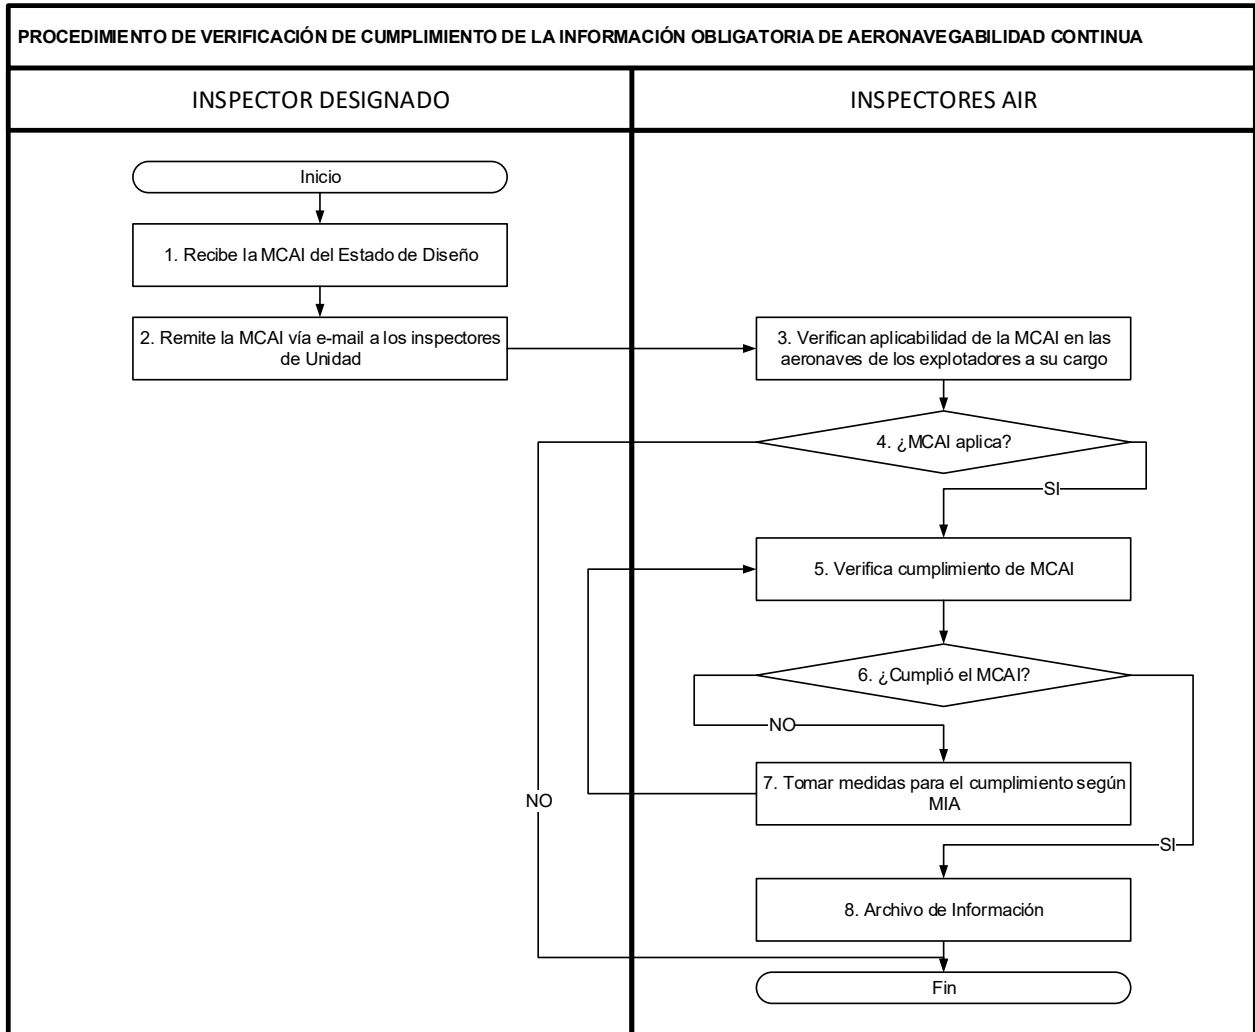 PROCEDIMIENTO DE VERIFICACIÓN DE CUMPLIMIENTO DE LA INFORMACIÓN OBLIGATORIA DE AERONAVEGABILIDAD CONTINUA
INSPECTOR DESIGNADO
INSPECTORES AIR
Inicio
1. Recibe la MCAI del Estado de Diseño
2. Remite la MCAI vía e-mail a los inspectores
de Unidad
3. Verifican aplicabilidad de la MCAI en las
aeronaves de los explotadores a su cargo
4. ¿MCAI aplica?
SI
5. Verifica cumplimiento de MCAI
6. ¿Cumplió el MCAI?
NO
7. Tomar medidas para el cumplimiento según
MIA
NO
SI
8. Archivo de Información
Fin